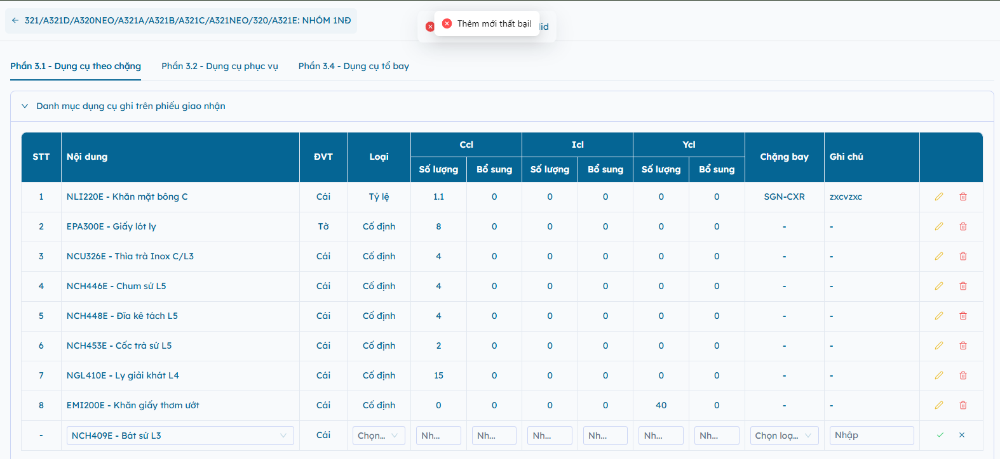 321/A321D/A320NEO/A321A/A321B/A321C/A321NEO/320/A321E: NHÓM 1NĐ
Thêm mới thất bại!
Phần 3.1 - Dụng cụ theo chặng
Phần 3.2 - Dụng cụ phục vụ
Phần 3.4 - Dụng cụ tổ bay
Danh mục dụng cụ ghi trên phiếu giao nhận
STT Nội dung ĐVT Loại Ccl Icl Ycl Chặng bay Ghi chú
Số lượng Bổ sung Số lượng Bổ sung Số lượng Bổ sung
1 NLI220E - Khăn mặt bông C Cái Tỷ lệ 1.1 0 0 0 0 0 SGN-CXR zxcvzxc
2 EPA300E - Giấy lót ly Tờ Cố định 8 0 0 0 0 0 - -
3 NCU326E - Thìa trà Inox C/L3 Cái Cố định 4 0 0 0 0 0 - -
4 NCH446E - Chum sứ L5 Cái Cố định 4 0 0 0 0 0 - -
5 NCH448E - Đĩa kê tách L5 Cái Cố định 4 0 0 0 0 0 - -
6 NCH453E - Cốc trà sứ L5 Cái Cố định 2 0 0 0 0 0 - -
7 NGL410E - Ly giải khát L4 Cái Cố định 15 0 0 0 0 0 - -
8 EMI200E - Khăn giấy thơm ướt Cái Cố định 0 0 0 0 40 0 - -
- NCH409E - Bát sứ L3 Cái Chọn... Nh... Nh... Nh... Nh... Nh... Nh... Chọn loạ... Nhập